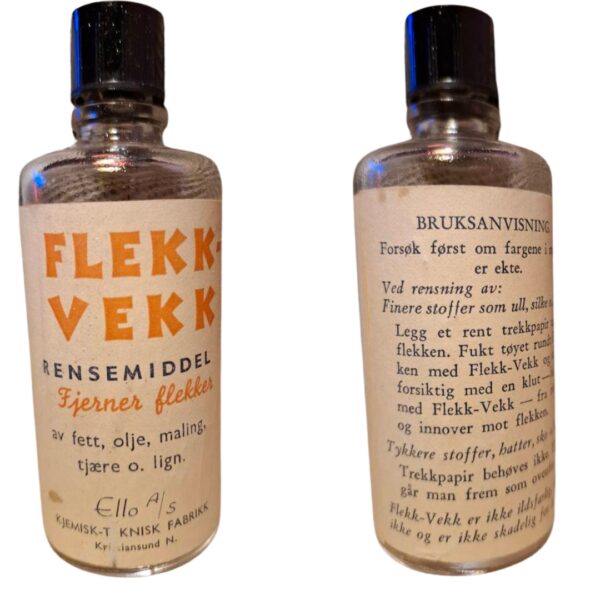 FLEKK-
VEKK
RENSEMIDDEL
Fjerner flekker
av fett, olje, maling,
tjære o. lign.
Ello A/S
KJEMISK-T KNISK FABRIKK
Kristiansund N.
BRUKSANVISNING
Forsøk først om fargene i
er ekte.
Ved rensning av:
Finere stoffer som ull, silke
Legg et rent trekkpapir
flekken. Fukt tøyet rundt
ken med Flekk-Vekk og
forsiktig med en klut—
med Flekk-Vekk — fra
og innover mot flekken.
Tykkere stoffer, hatter,
Trekkpapir behøves ikke,
går man frem som
Flekk-Vekk er ikke
ikke og er ikke skadelig for